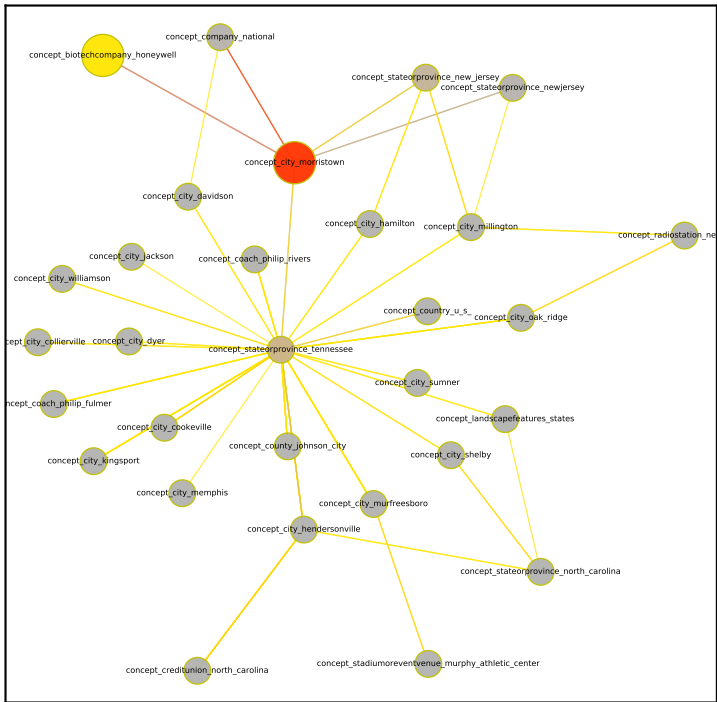 concept_company_national
concept_biotechcompany_honeywell
concept_stateorprovince_new_jersey
concept_stateorprovince_newjersey
concept_city_morristown
concept_city_davidson
concept_city_hamilton
concept_city_millington
concept_radiostation_ne
concept_city_jackson
concept_coach_philip_rivers
concept_city_williamson
concept_country_u_s_
concept_city_oak_ridge
cept_city_collierville
concept_city_dyer
concept_stateorprovince_tennessee
concept_city_sumner
ncept_coach_philip_fulmer
concept_landscapefeatures_states
concept_city_cookeville
concept_county_johnson_city
concept_city_shelby
concept_city_kingsport
concept_city_memphis
concept_city_murfreesboro
concept_city_hendersonville
concept_stateorprovince_north_carolina
concept_stadiumoreventvenue_murphy_athletic_center
concept_creditunion_north_carolina